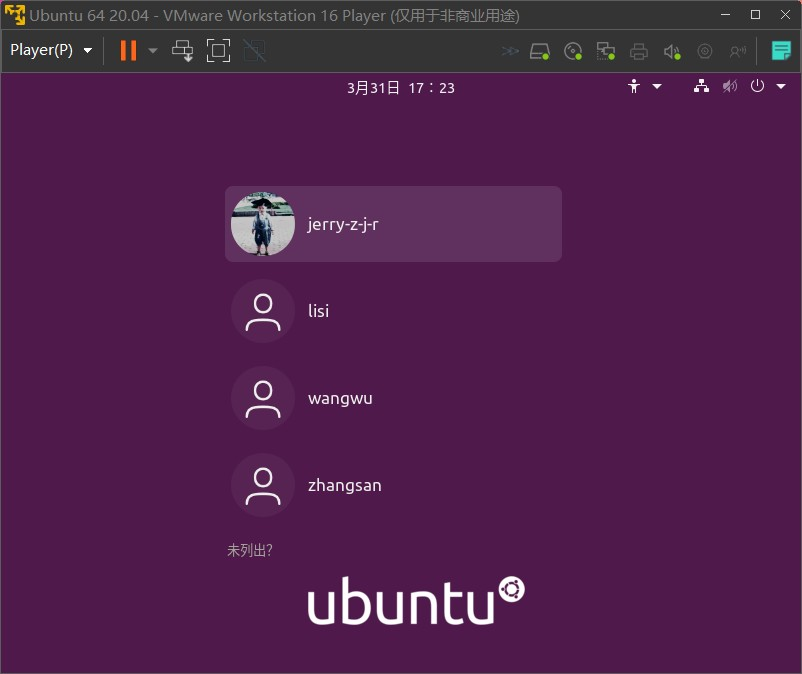 Ubuntu 64 20.04 - VMware Workstation 16 Player (仅用于非商业用途)
Player(P)
3月31日 17：23
jerry-z-j-r
lisi
wangwu
zhangsan
未列出?
ubuntu